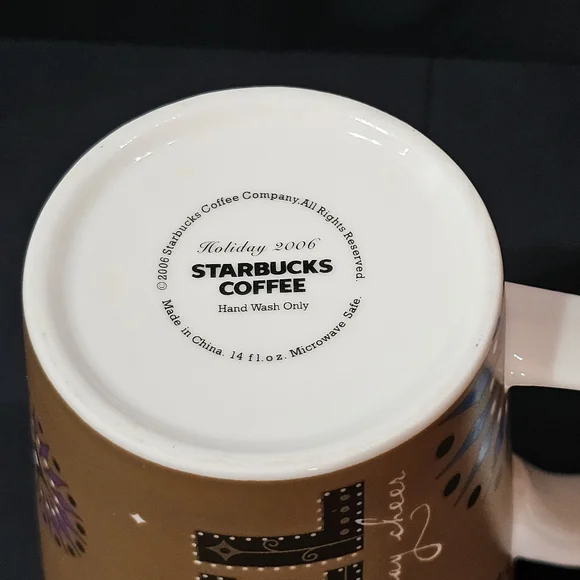 ©2006 Starbucks Coffee Company.All Rights Reserved.
Holiday 2006
STARBUCKS
COFFEE
Hand Wash Only
Made in China. 14 fl.oz. Microwave Safe.
cheer